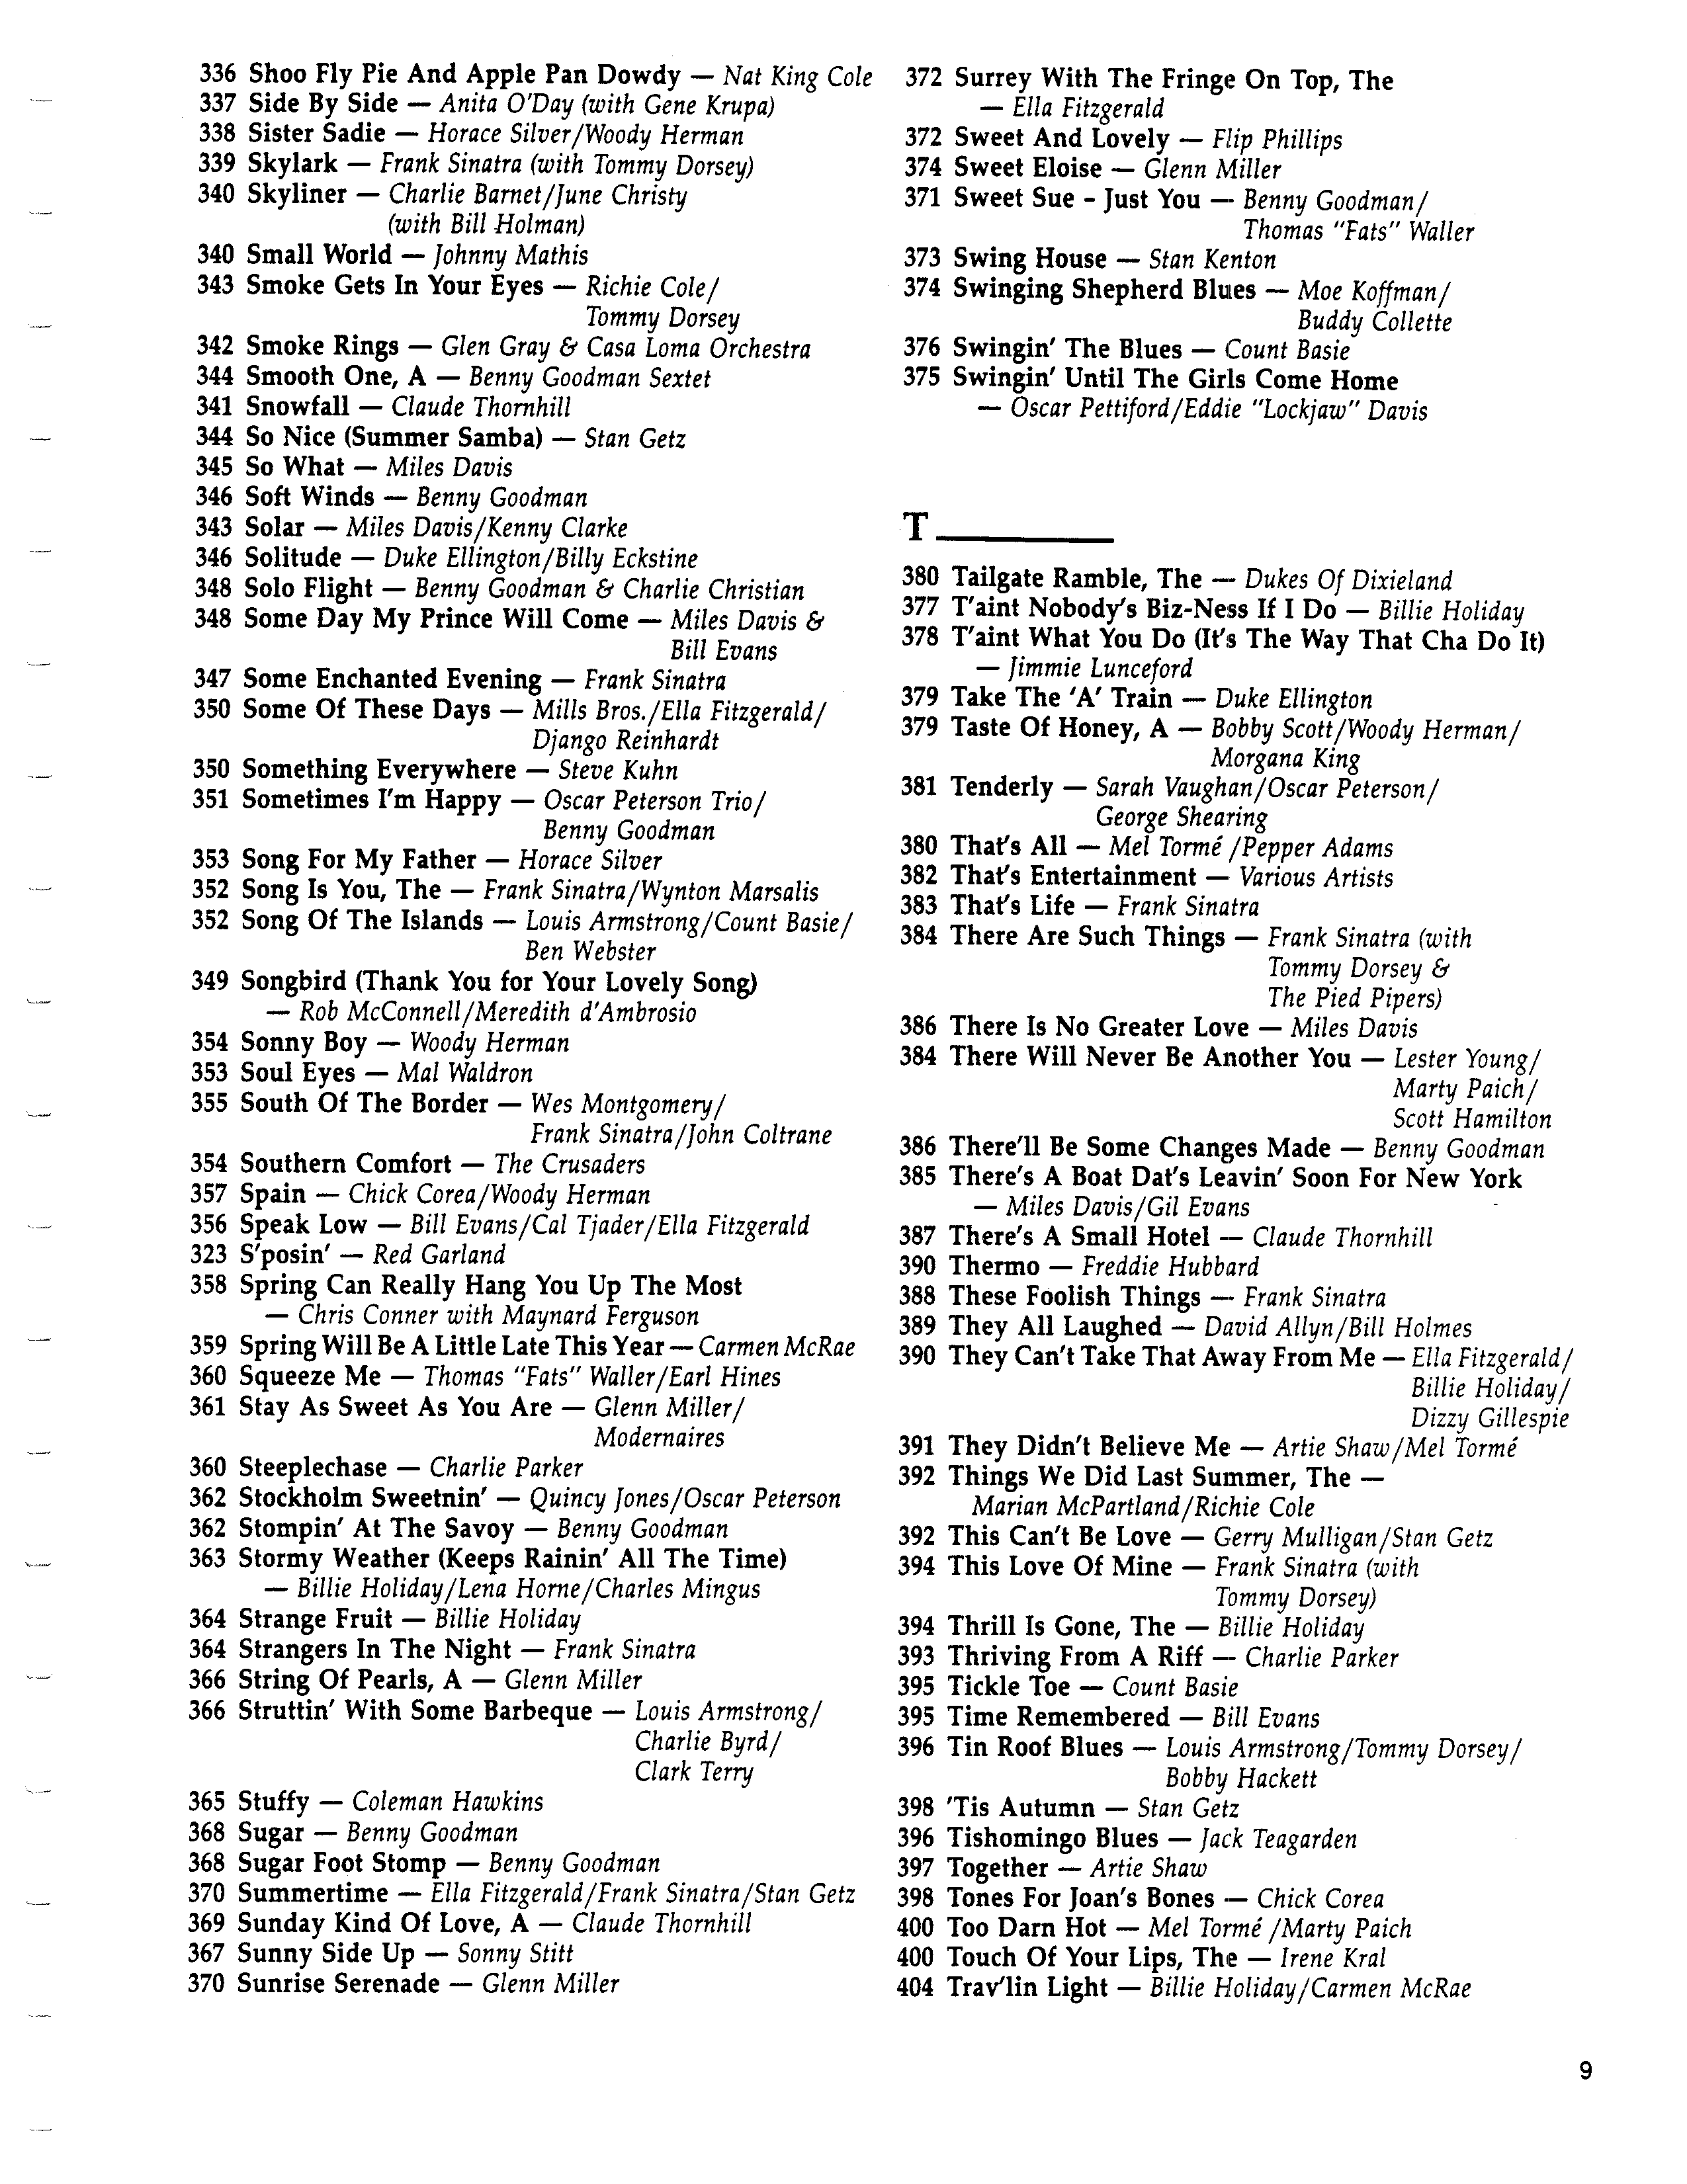 336 Shoo Fly Pie And Apple Pan Dowdy — Nat King Cole
337 Side By Side — Anita O'Day (with Gene Krupa)
338 Sister Sadie — Horace Silver/Woody Herman
339 Skylark — Frank Sinatra (with Tommy Dorsey)
340 Skyliner — Charlie Barnet/June Christy
(with Bill Holman)
340 Small World — Johnny Mathis
343 Smoke Gets In Your Eyes — Richie Cole/
Tommy Dorsey
342 Smoke Rings — Glen Gray & Casa Loma Orchestra
344 Smooth One, A — Benny Goodman Sextet
341 Snowfall — Claude Thornhill
344 So Nice (Summer Samba) — Stan Getz
345 So What — Miles Davis
346 Soft Winds — Benny Goodman
343 Solar — Miles Davis/Kenny Clarke
346 Solitude — Duke Ellington/Billy Eckstine
348 Solo Flight — Benny Goodman & Charlie Christian
348 Some Day My Prince Will Come — Miles Davis &
Bill Evans
347 Some Enchanted Evening — Frank Sinatra
350 Some Of These Days — Mills Bros./Ella Fitzgerald/
Django Reinhardt
350 Something Everywhere — Steve Kuhn
351 Sometimes I'm Happy — Oscar Peterson Trio/
Benny Goodman
353 Song For My Father — Horace Silver
352 Song Is You, The — Frank Sinatra/Wynton Marsalis
352 Song Of The Islands — Louis Armstrong/Count Basie/
Ben Webster
349 Songbird (Thank You for Your Lovely Song)
— Rob McConnell/Meredith d'Ambrosio
354 Sonny Boy — Woody Herman
353 Soul Eyes — Mal Waldron
355 South Of The Border — Wes Montgomery/
Frank Sinatra/John Coltrane
354 Southern Comfort — The Crusaders
357 Spain — Chick Corea/Woody Herman
356 Speak Low — Bill Evans/Cal Tjader/Ella Fitzgerald
323 S'posin' — Red Garland
358 Spring Can Really Hang You Up The Most
— Chris Conner with Maynard Ferguson
359 Spring Will Be A Little Late This Year — Carmen McRae
360 Squeeze Me — Thomas "Fats" Waller/Earl Hines
361 Stay As Sweet As You Are — Glenn Miller/
Modernaires
360 Steeplechase — Charlie Parker
362 Stockholm Sweetnin' — Quincy Jones/Oscar Peterson
362 Stompin' At The Savoy — Benny Goodman
363 Stormy Weather (Keeps Rainin' All The Time)
— Billie Holiday/Lena Horne/Charles Mingus
364 Strange Fruit — Billie Holiday
364 Strangers In The Night — Frank Sinatra
366 String Of Pearls, A — Glenn Miller
366 Struttin' With Some Barbeque — Louis Armstrong/
Charlie Byrd/
Clark Terry
365 Stuffy — Coleman Hawkins
368 Sugar — Benny Goodman
368 Sugar Foot Stomp — Benny Goodman
370 Summertime — Ella Fitzgerald/Frank Sinatra/Stan Getz
369 Sunday Kind Of Love, A — Claude Thornhill
367 Sunny Side Up — Sonny Stitt
370 Sunrise Serenade — Glenn Miller
372 Surrey With The Fringe On Top, The
— Ella Fitzgerald
372 Sweet And Lovely — Flip Phillips
374 Sweet Eloise — Glenn Miller
371 Sweet Sue - Just You — Benny Goodman/
Thomas "Fats" Waller
373 Swing House — Stan Kenton
374 Swinging Shepherd Blues — Moe Koffman/
Buddy Collette
376 Swingin' The Blues — Count Basie
375 Swingin' Until The Girls Come Home
— Oscar Pettiford/Eddie "Lockjaw" Davis
T
380 Tailgate Ramble, The — Dukes Of Dixieland
377 T'aint Nobody's Biz-Ness If I Do — Billie Holiday
378 T'aint What You Do (It's The Way That Cha Do It)
— Jimmie Lunceford
379 Take The 'A' Train — Duke Ellington
379 Taste Of Honey, A — Bobby Scott/Woody Herman/
Morgana King
381 Tenderly — Sarah Vaughan/Oscar Peterson/
George Shearing
380 That's All — Mel Tormé /Pepper Adams
382 That's Entertainment — Various Artists
383 That's Life — Frank Sinatra
384 There Are Such Things — Frank Sinatra (with
Tommy Dorsey &
The Pied Pipers)
386 There Is No Greater Love — Miles Davis
384 There Will Never Be Another You — Lester Young/
Marty Paich/
Scott Hamilton
386 There'll Be Some Changes Made — Benny Goodman
385 There's A Boat Dat's Leavin' Soon For New York
— Miles Davis/Gil Evans
387 There's A Small Hotel — Claude Thornhill
390 Thermo — Freddie Hubbard
388 These Foolish Things — Frank Sinatra
389 They All Laughed — David Allyn/Bill Holmes
390 They Can't Take That Away From Me — Ella Fitzgerald/
Billie Holiday/
Dizzy Gillespie
391 They Didn't Believe Me — Artie Shaw/Mel Tormé
392 Things We Did Last Summer, The —
Marian McPartland/Richie Cole
392 This Can't Be Love — Gerry Mulligan/Stan Getz
394 This Love Of Mine — Frank Sinatra (with
Tommy Dorsey)
394 Thrill Is Gone, The — Billie Holiday
393 Thriving From A Riff — Charlie Parker
395 Tickle Toe — Count Basie
395 Time Remembered — Bill Evans
396 Tin Roof Blues — Louis Armstrong/Tommy Dorsey/
Bobby Hackett
398 'Tis Autumn — Stan Getz
396 Tishomingo Blues — Jack Teagarden
397 Together — Artie Shaw
398 Tones For Joan's Bones — Chick Corea
400 Too Darn Hot — Mel Tormé /Marty Paich
400 Touch Of Your Lips, The — Irene Kral
404 Trav'lin Light — Billie Holiday/Carmen McRae
9